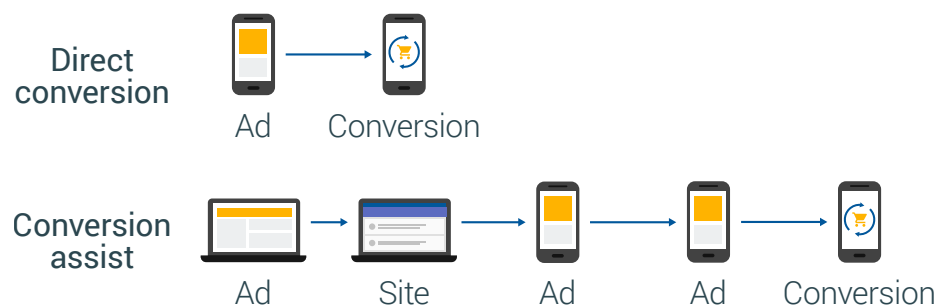 Direct
conversion
Ad
Conversion
Conversion
assist
Ad
Site
Ad
Ad
Conversion